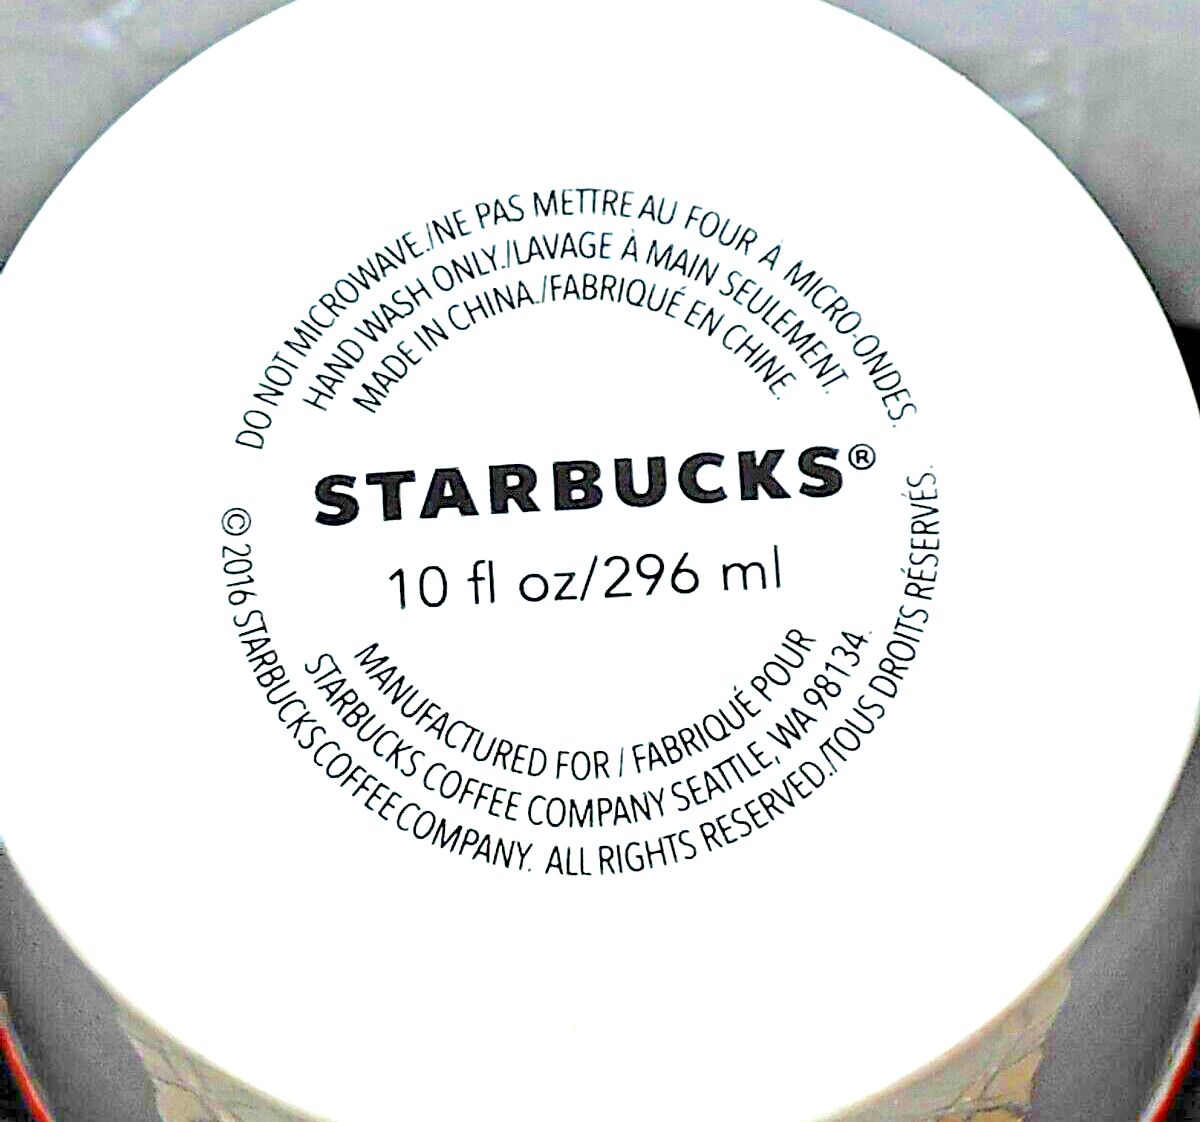 DO NOT MICROWAVE./NE PAS METTRE AU FOUR À MICRO-ONDES.
HAND WASH ONLY./LAVAGE À MAIN SEULEMENT.
MADE IN CHINA./FABRIQUÉ EN CHINE.
STARBUCKS®
10 fl oz/296 ml
MANUFACTURED FOR / FABRIQUÉ POUR
STARBUCKS COFFEE COMPANY SEATTLE, WA 98134.
© 2016 STARBUCKS COFFEE COMPANY. ALL RIGHTS RESERVED./TOUS DROITS RÉSERVÉS.